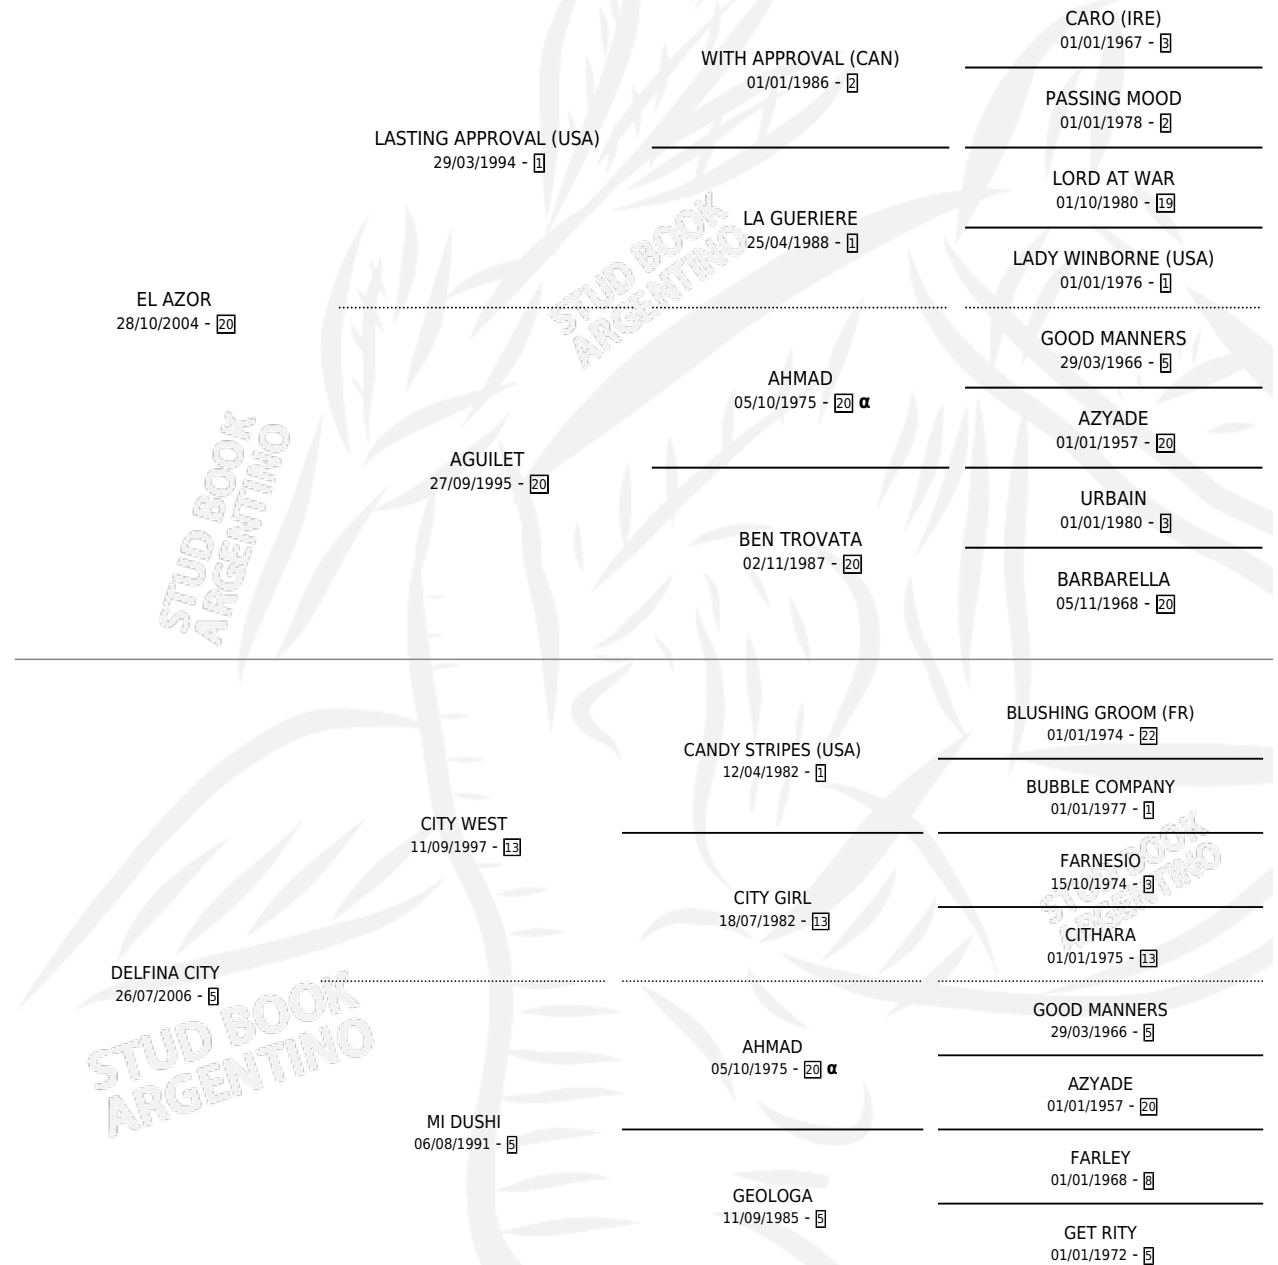 CARO (IRE)
01/01/1967 - 3
WITH APPROVAL (CAN)
01/01/1986 - 2
PASSING MOOD
01/01/1978 - 2
LASTING APPROVAL (USA)
29/03/1994 - 1
LORD AT WAR
01/10/1980 - 19
LA GUERIERE
25/04/1988 - 1
LADY WINBORNE (USA)
01/01/1976 - 1
EL AZOR
28/10/2004 - 20
STUD BOOK
ARGENTINO
GOOD MANNERS
29/03/1966 - 5
AHMAD
05/10/1975 - 20 α
AZYADE
01/01/1957 - 20
AGUILET
27/09/1995 - 20
URBAIN
01/01/1980 - 3
BEN TROVATA
02/11/1987 - 20
BARBARELLA
05/11/1968 - 20
STUD BOOK
ARGENTINO
BLUSHING GROOM (FR)
01/01/1974 - 22
CANDY STRIPES (USA)
12/04/1982 - 1
BUBBLE COMPANY
01/01/1977 - 1
CITY WEST
11/09/1997 - 13
FARNESIO
15/10/1974 - 3
CITY GIRL
18/07/1982 - 13
CITHARA
01/01/1975 - 13
STUD BOOK
ARGENTINO
DELFINA CITY
26/07/2006 - 5
GOOD MANNERS
29/03/1966 - 5
AHMAD
05/10/1975 - 20 α
AZYADE
01/01/1957 - 20
STUD BOOK
ARGENTINO
MI DUSHI
06/08/1991 - 5
FARLEY
01/01/1968 - 8
GEOLOGA
11/09/1985 - 5
GET RITY
01/01/1972 - 5